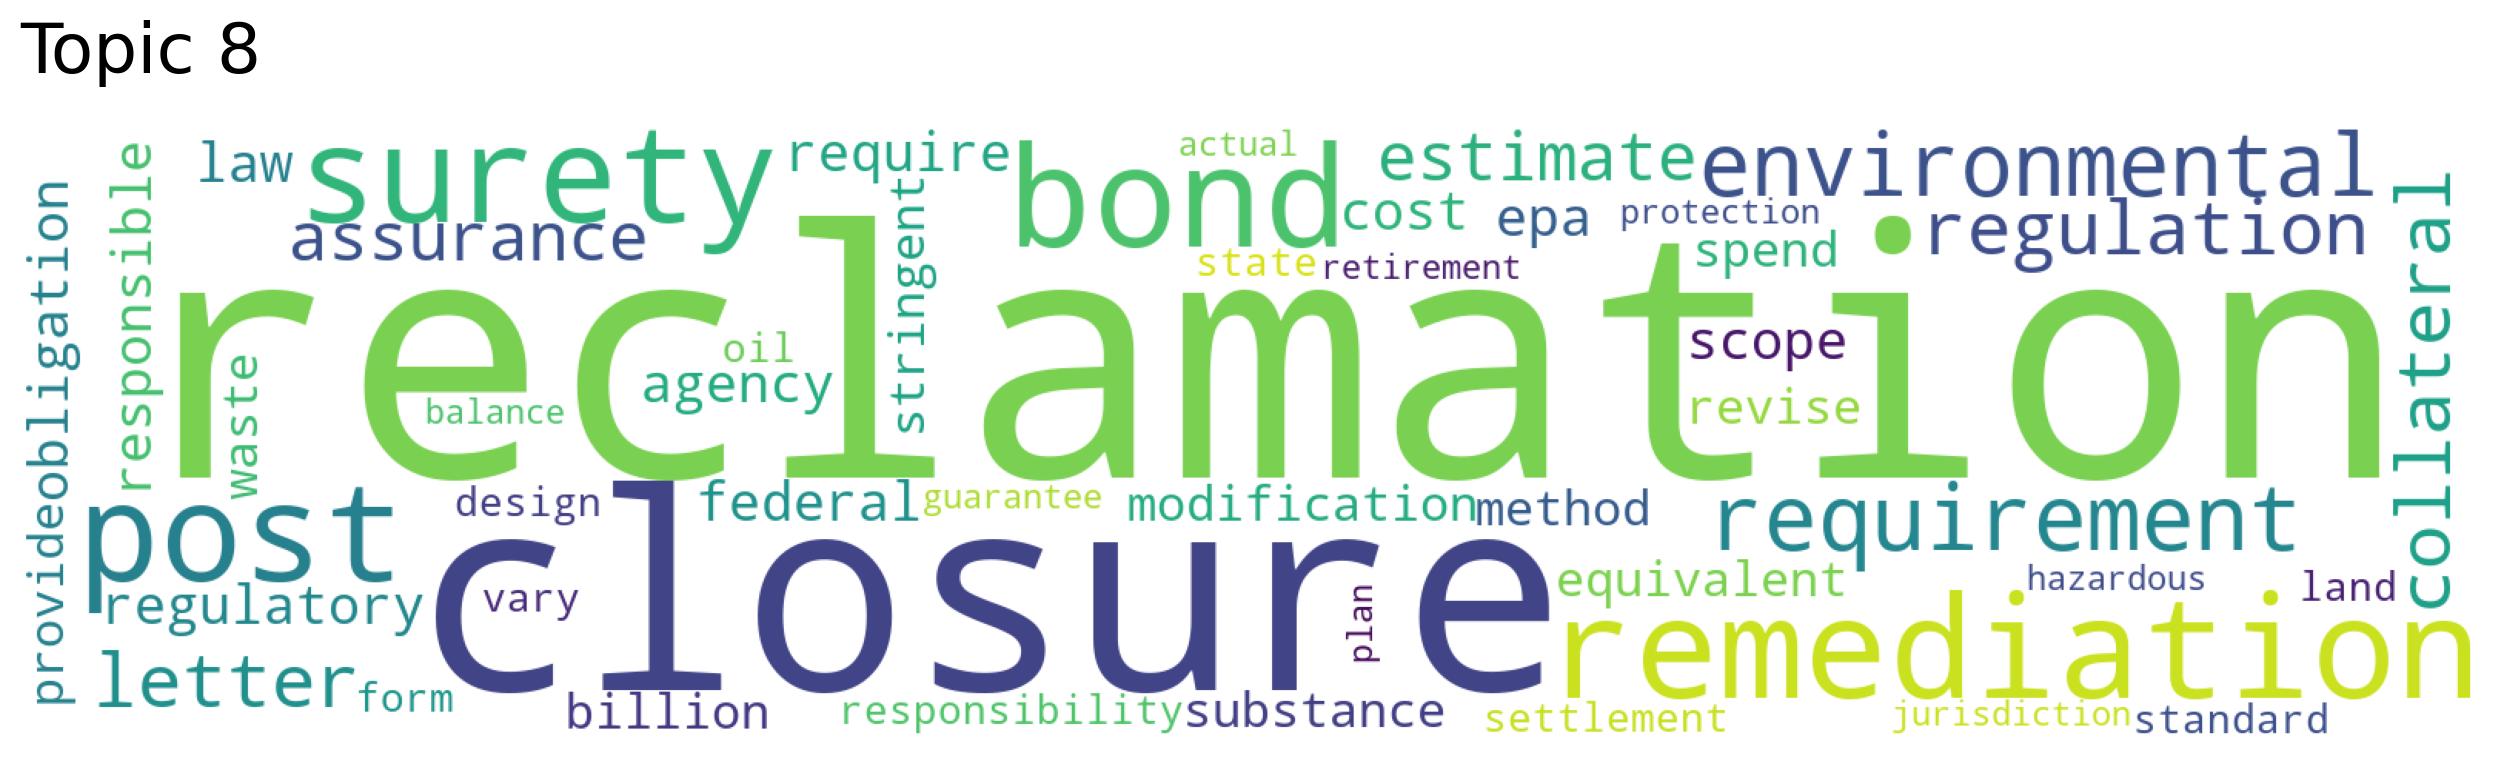 Topic 8
law
surety
require
bond
actual
estimate
environmental
assurance
cost
epa
protection
regulation
spend
state
retirement
stringent
collateral
obligation
responsible
reclamation
oil
scope
agency
balance
revise
waste
provide
post
design
federal
guarantee
modification
method
requirement
closure
regulatory
vary
plan
equivalent
hazardous
land
remediation
letter
form
billion
responsibility
substance
settlement
jurisdiction
standard